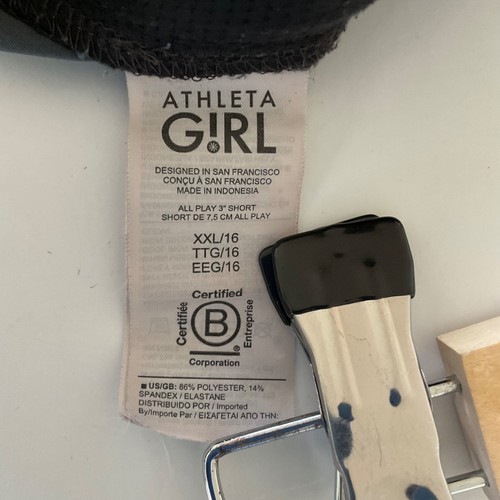 ATHLETA
G!RL
DESIGNED IN SAN FRANCISCO
CONÇU À SAN FRANCISCO
MADE IN INDONESIA
ALL PLAY 3" SHORT
SHORT DE 7,5 CM ALL PLAY
XXL/16
TTG/16
EEG/16
Certified
Certifiée
B
Entreprise
Corporation
■ US/GB: 86% POLYESTER, 14%
SPANDEX / ELASTANE
DISTRIBUIDO POR / Imported
By/Importe Par / ΕΙΣΑΓΕΤΑΙ ΑΠΟ ΤΗΝ: